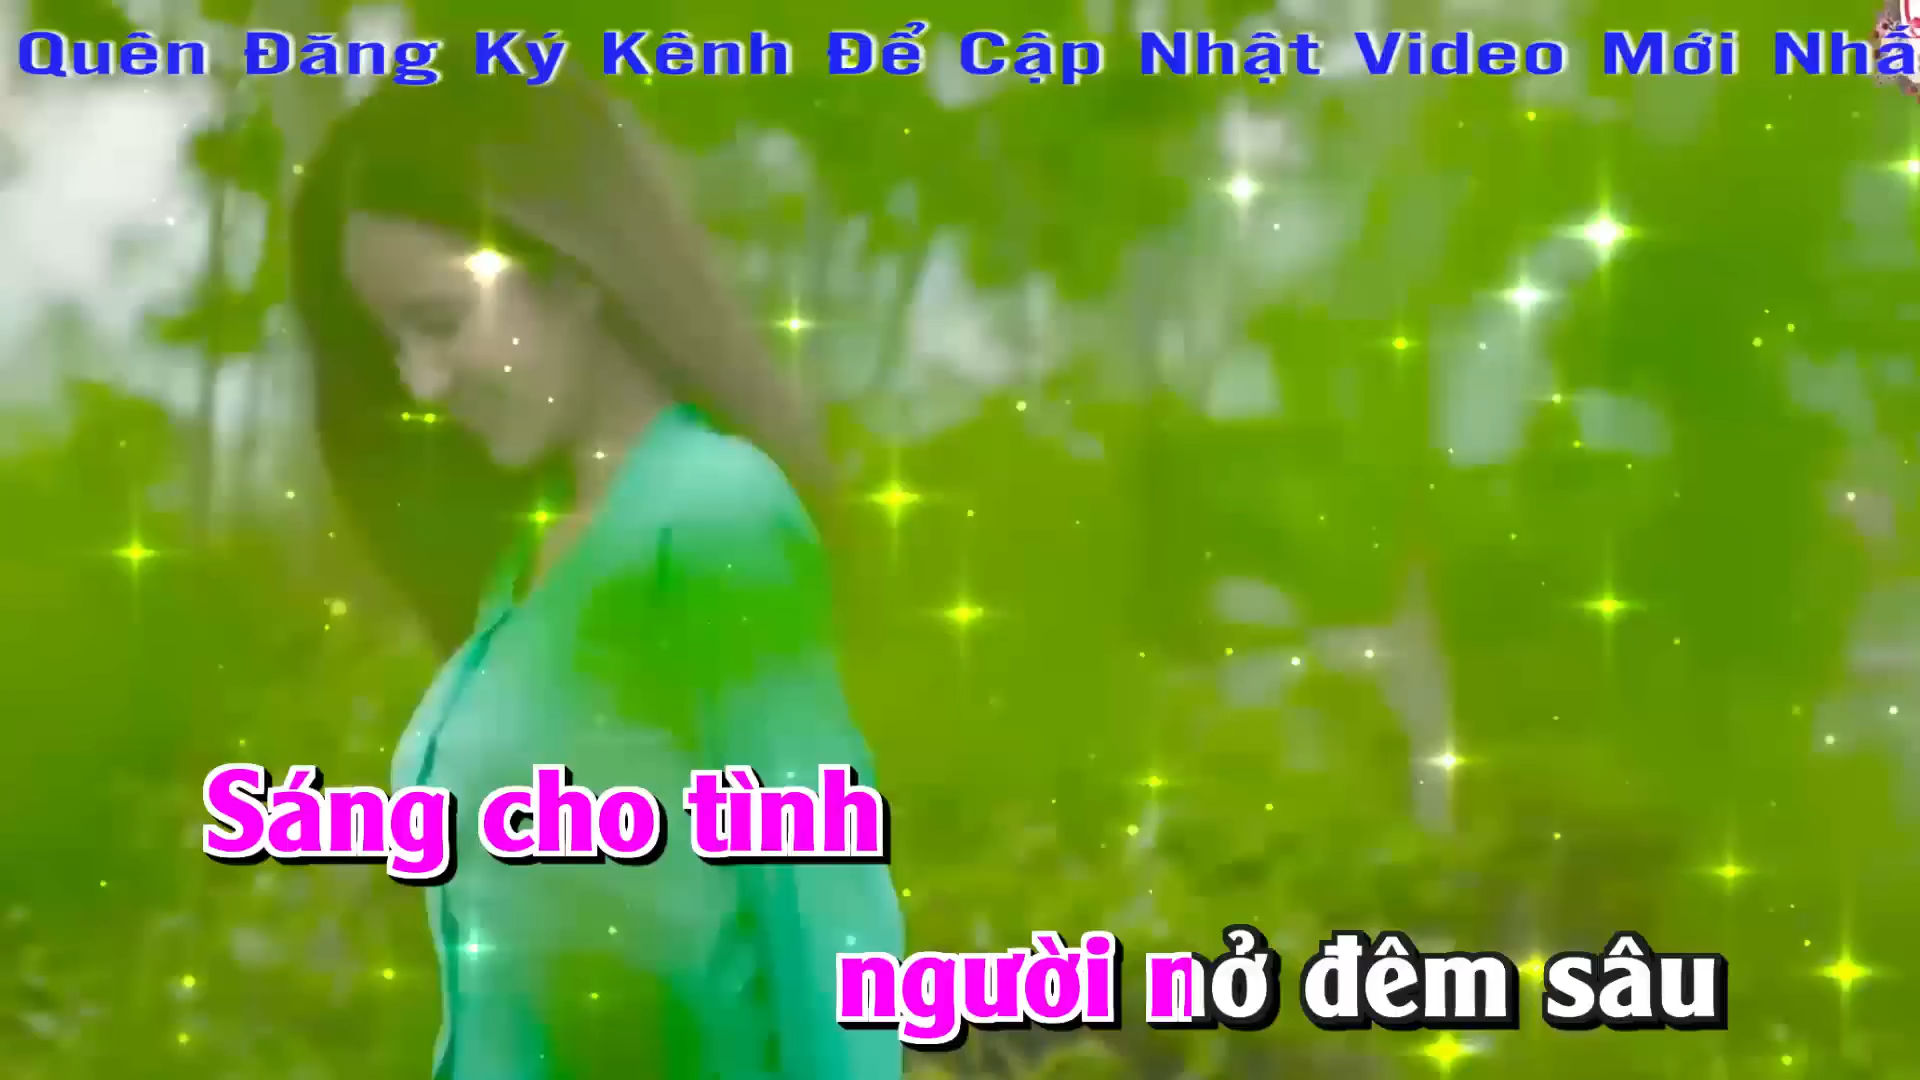 Quên Đăng Ký Kênh Để Cập Nhật Video Mới Nhấ
Sáng cho tình
người nở đêm sâu